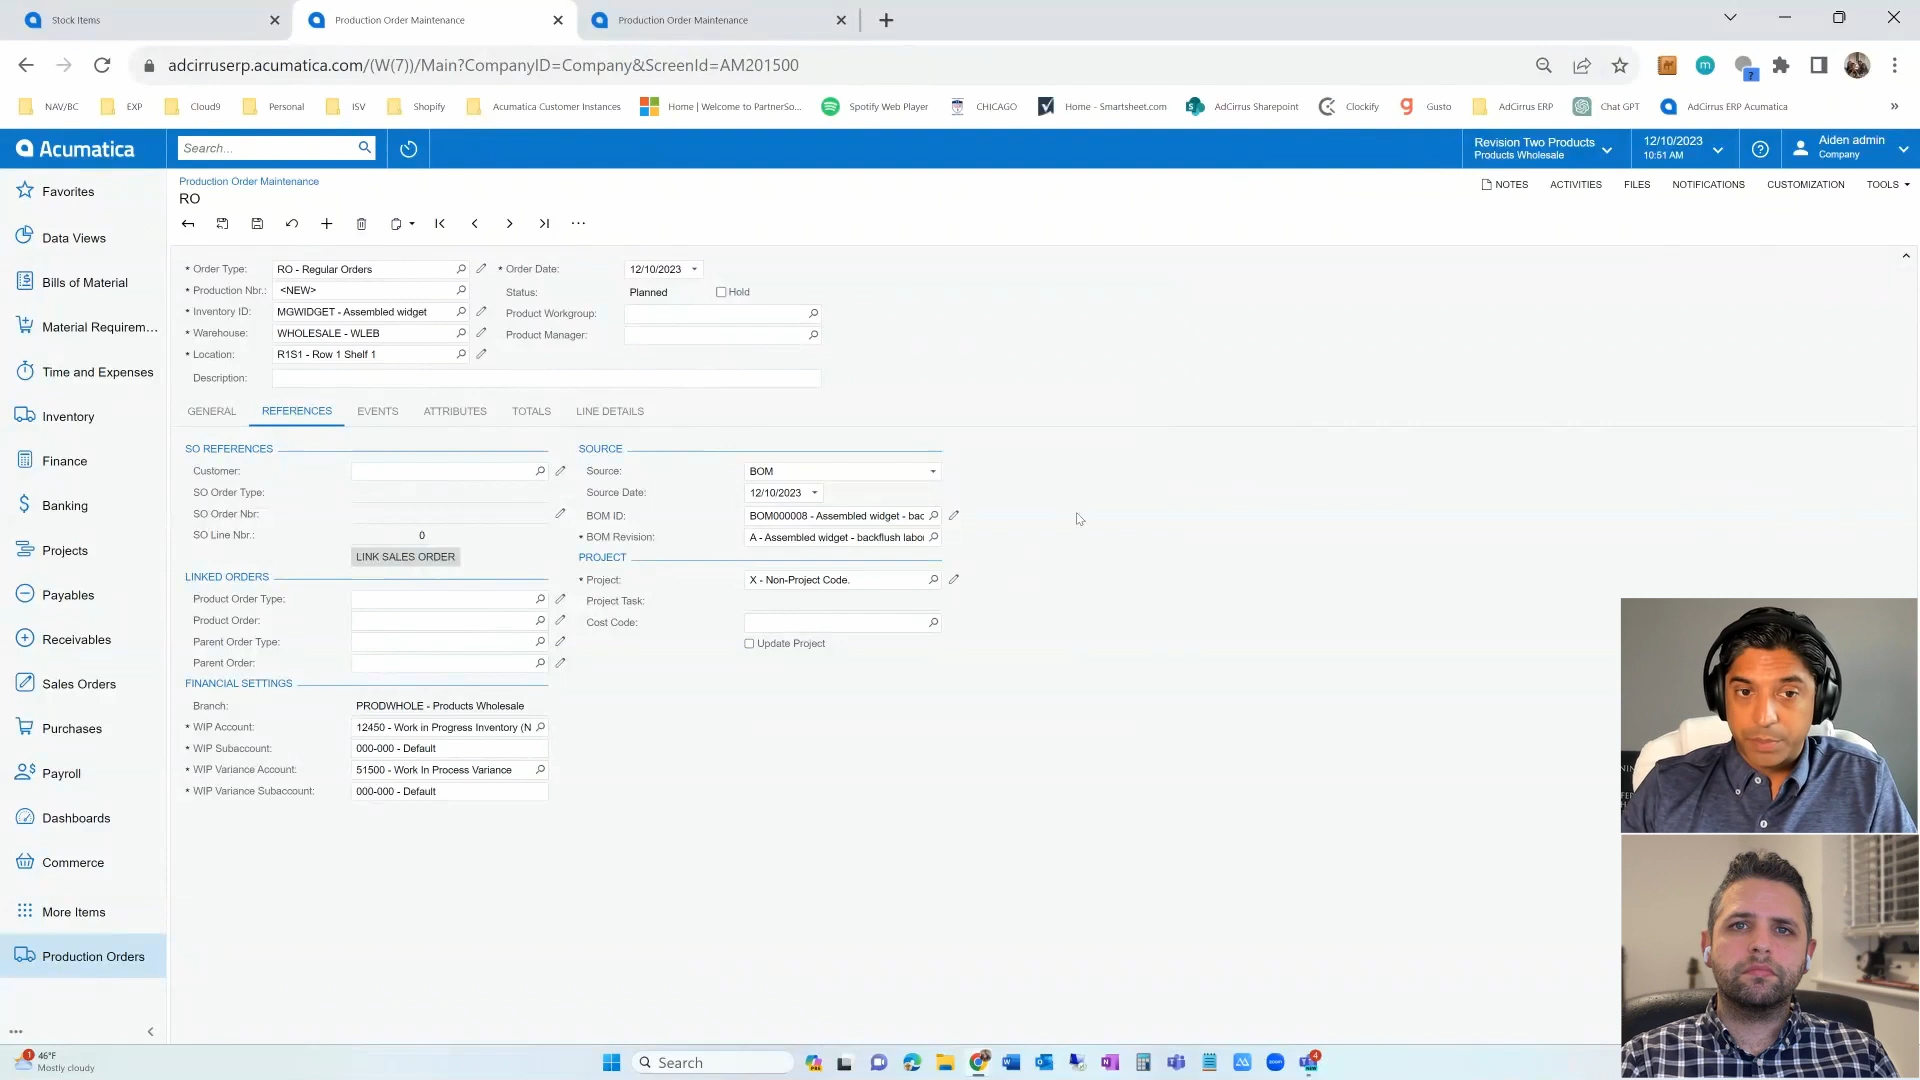 Stock Items
Production Order Maintenance
Production Order Maintenance
adcirruserp.acumatica.com/(W(7))/Main?CompanyID=Company&ScreenId=AM201500
NAV/BC
EXP
Cloud9
Personal
ISV
Shopify
Acumatica Customer Instances
Home | Welcome to PartnerSo...
Spotify Web Player
CHICAGO
Home - Smartsheet.com
AdCirrus Sharepoint
Clockify
Gusto
AdCirrus ERP
Chat GPT
AdCirrus ERP Acumatica
»
Acumatica
Search...
Revision Two Products
Products Wholesale
12/10/2023
10:51 AM
Aiden admin
Company
Favorites
Data Views
Bills of Material
Material Requirem...
Time and Expenses
Inventory
Finance
Banking
Projects
Payables
Receivables
Sales Orders
Purchases
Payroll
Dashboards
Commerce
More Items
Production Orders
Production Order Maintenance
RO
NOTES
ACTIVITIES
FILES
NOTIFICATIONS
CUSTOMIZATION
TOOLS
* Order Type: RO - Regular Orders
* Production Nbr.: <NEW>
* Inventory ID: MGWIDGET - Assembled widget
* Warehouse: WHOLESALE - WLEB
* Location: R1S1 - Row 1 Shelf 1
Description:
* Order Date: 12/10/2023
Status: Planned Hold
Product Workgroup:
Product Manager:
GENERAL REFERENCES EVENTS ATTRIBUTES TOTALS LINE DETAILS
SO REFERENCES
Customer:
SO Order Type:
SO Order Nbr:
SO Line Nbr.: 0
LINK SALES ORDER
LINKED ORDERS
Product Order Type:
Product Order:
Parent Order Type:
Parent Order:
FINANCIAL SETTINGS
Branch: PRODWHOLE - Products Wholesale
* WIP Account: 12450 - Work in Progress Inventory (N
* WIP Subaccount: 000-000 - Default
* WIP Variance Account: 51500 - Work In Process Variance
* WIP Variance Subaccount: 000-000 - Default
SOURCE
Source: BOM
Source Date: 12/10/2023
BOM ID: BOM000008 - Assembled widget - bac
* BOM Revision: A - Assembled widget - backflush labo
PROJECT
* Project: X - Non-Project Code.
Project Task:
Cost Code:
Update Project
46°F
Mostly cloudy
Search